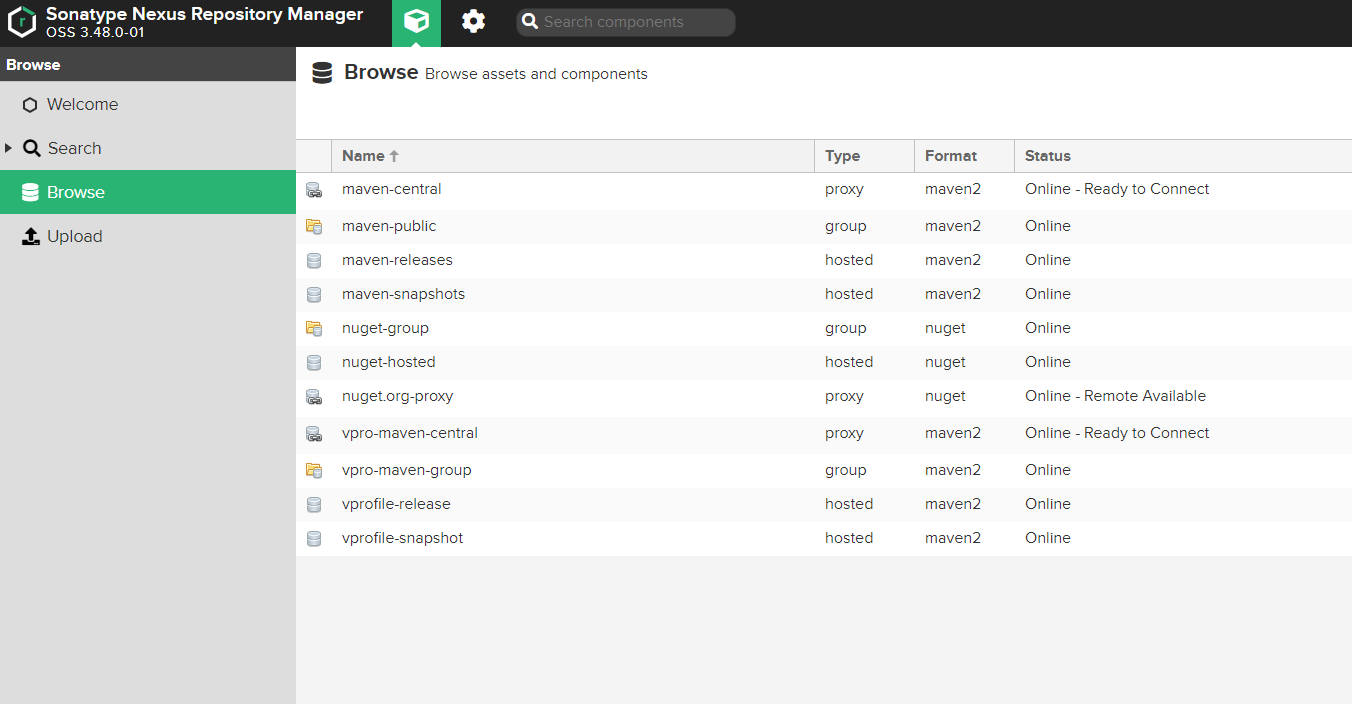 Sonatype Nexus Repository Manager
OSS 3.48.0-01
Search components
Browse
Welcome
Search
Browse
Upload
Browse Browse assets and components
Name Type Format Status
maven-central proxy maven2 Online - Ready to Connect
maven-public group maven2 Online
maven-releases hosted maven2 Online
maven-snapshots hosted maven2 Online
nuget-group group nuget Online
nuget-hosted hosted nuget Online
nuget.org-proxy proxy nuget Online - Remote Available
vpro-maven-central proxy maven2 Online - Ready to Connect
vpro-maven-group group maven2 Online
vprofile-release hosted maven2 Online
vprofile-snapshot hosted maven2 Online